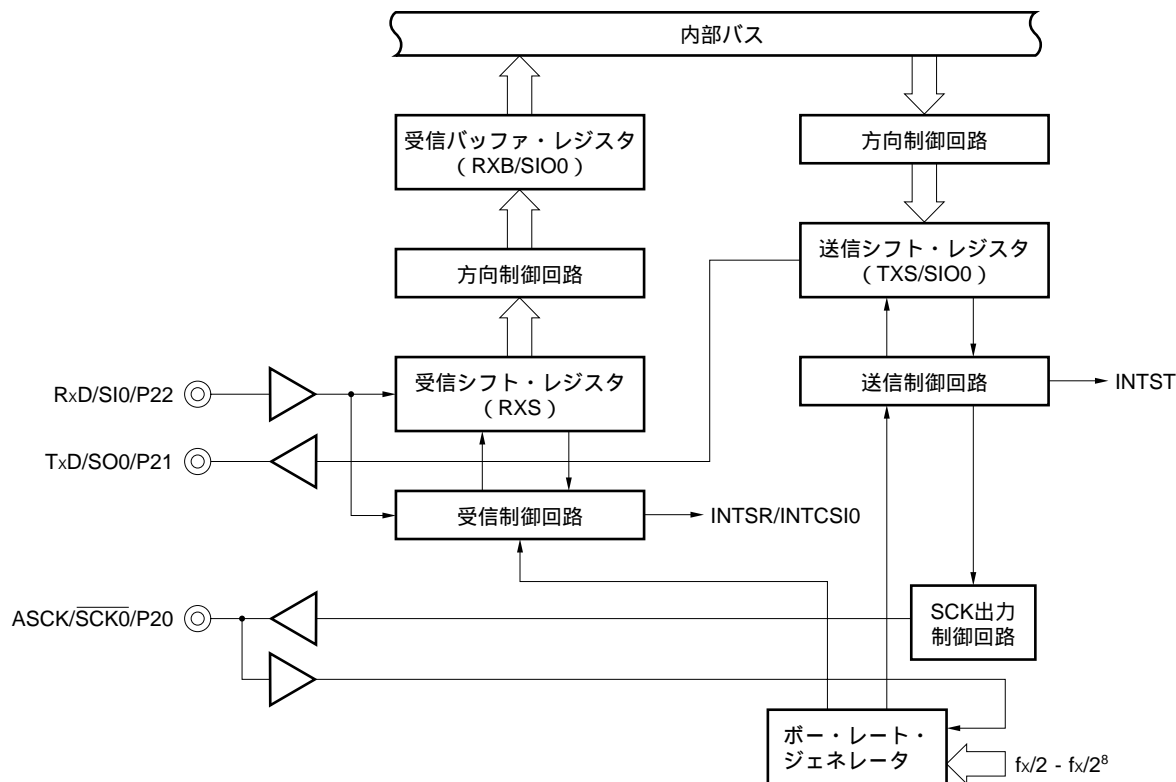 内部バス
受信バッファ・レジスタ
（RXB/SIO0）
方向制御回路
方向制御回路
送信シフト・レジスタ
（TXS/SIO0）
RxD/SI0/P22
受信シフト・レジスタ
（RXS）
送信制御回路
INTST
TxD/SO0/P21
受信制御回路
INTSR/INTCSI0
ASCK/S̅C̅K̅0̅/P20
SCK出力
制御回路
ボー・レート・
ジェネレータ
fx/2 - fx/2⁸